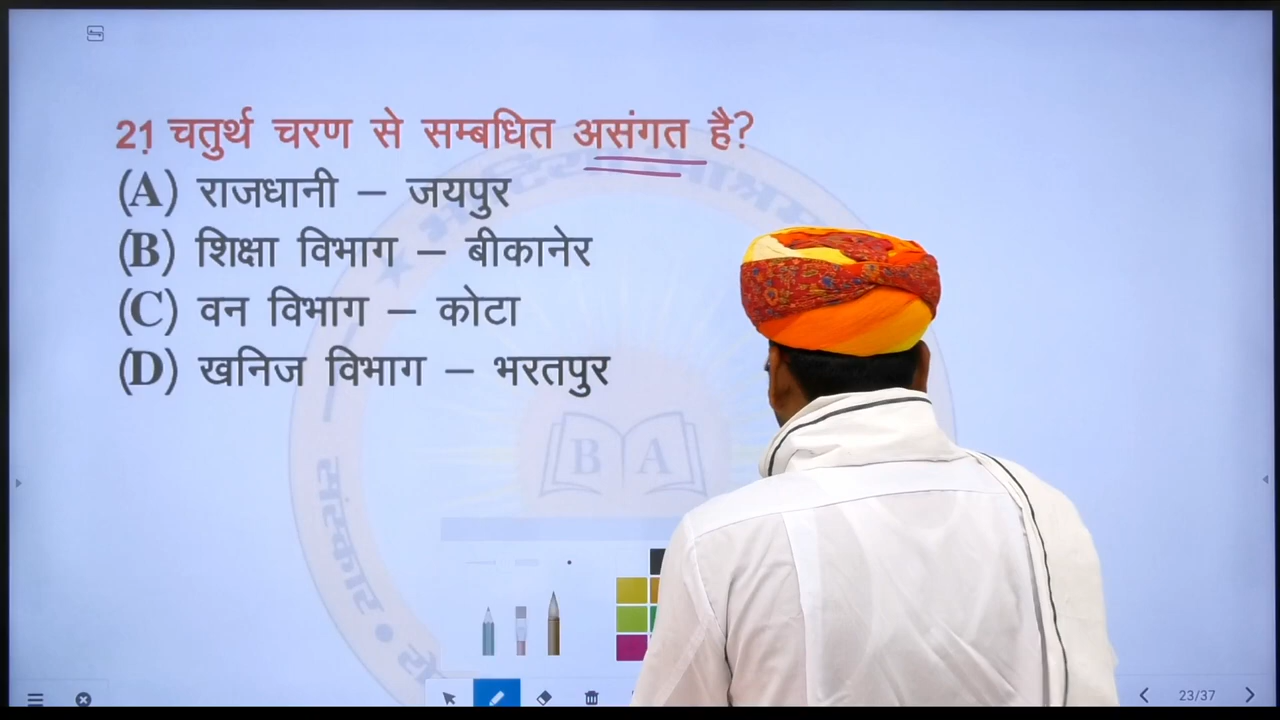 21 चतुर्थ चरण से सम्बधित असंगत है?
(A) राजधानी – जयपुर
(B) शिक्षा विभाग – बीकानेर
(C) वन विभाग – कोटा
(D) खनिज विभाग – भरतपुर
B A
संस्कार
23/37